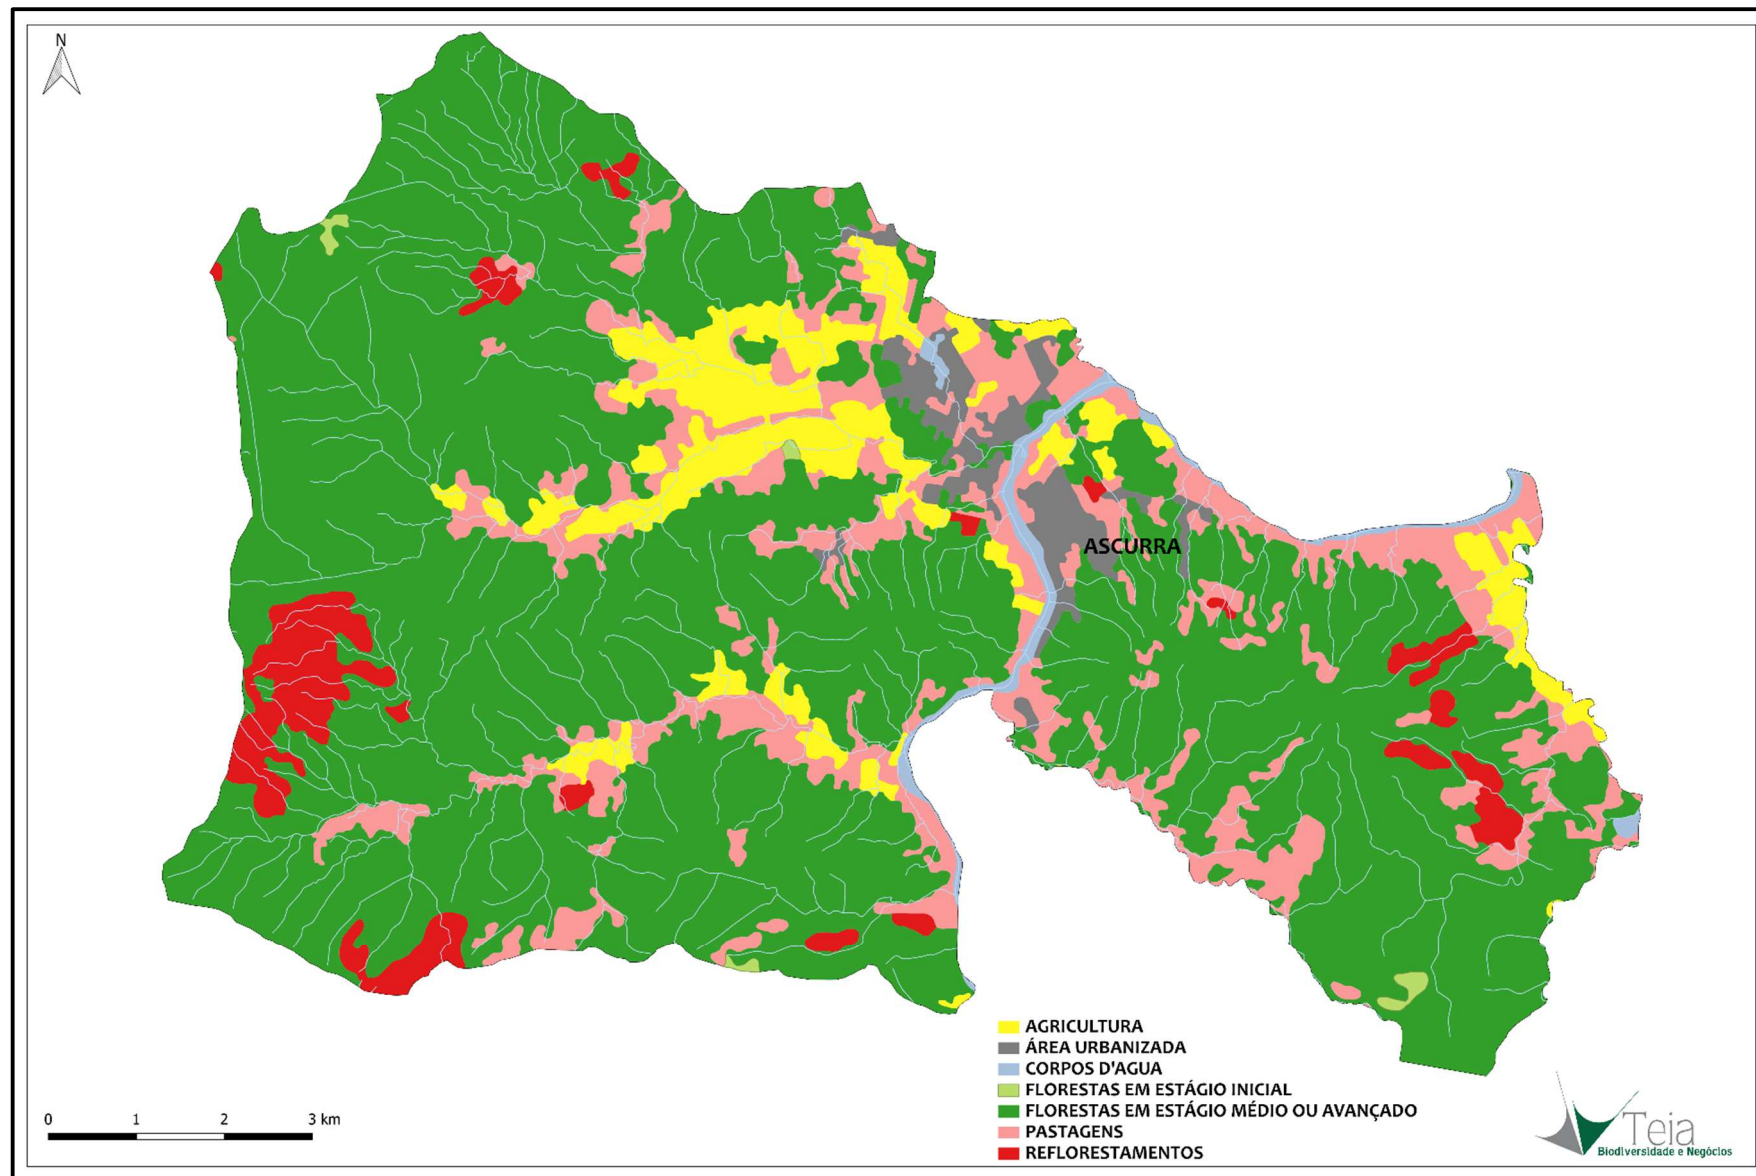 N
ASCURRA
AGRICULTURA
ÁREA URBANIZADA
CORPOS D'AGUA
FLORESTAS EM ESTÁGIO INICIAL
FLORESTAS EM ESTÁGIO MÉDIO OU AVANÇADO
PASTAGENS
REFLORESTAMENTOS
0 1 2 3 km
Teia
Biodiversidade e Negócios